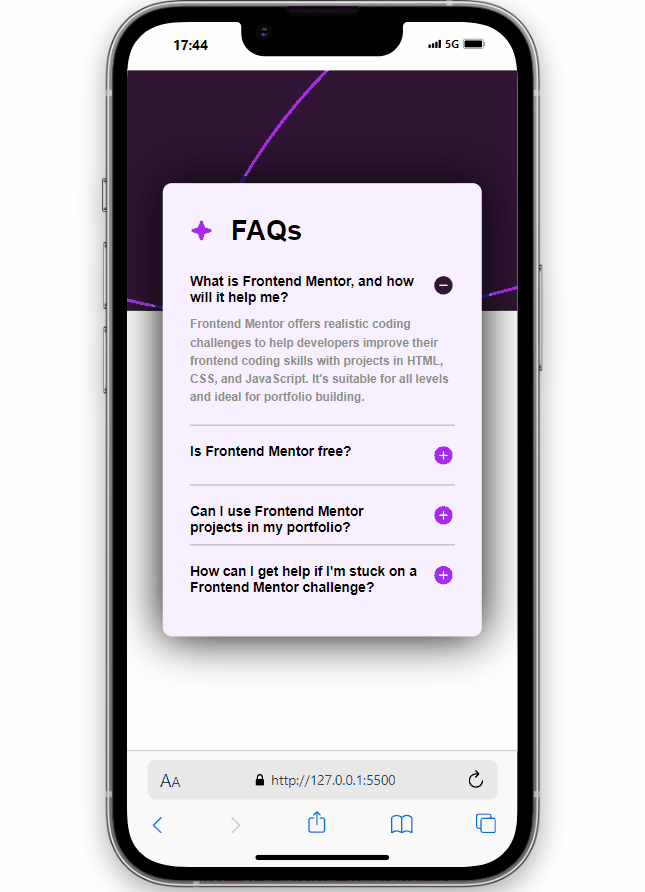 17:44
5G
FAQs
What is Frontend Mentor, and how
will it help me?
Frontend Mentor offers realistic coding
challenges to help developers improve their
frontend coding skills with projects in HTML,
CSS, and JavaScript. It's suitable for all levels
and ideal for portfolio building.
Is Frontend Mentor free?
Can I use Frontend Mentor
projects in my portfolio?
How can I get help if I'm stuck on a
Frontend Mentor challenge?
AA
http://127.0.0.1:5500